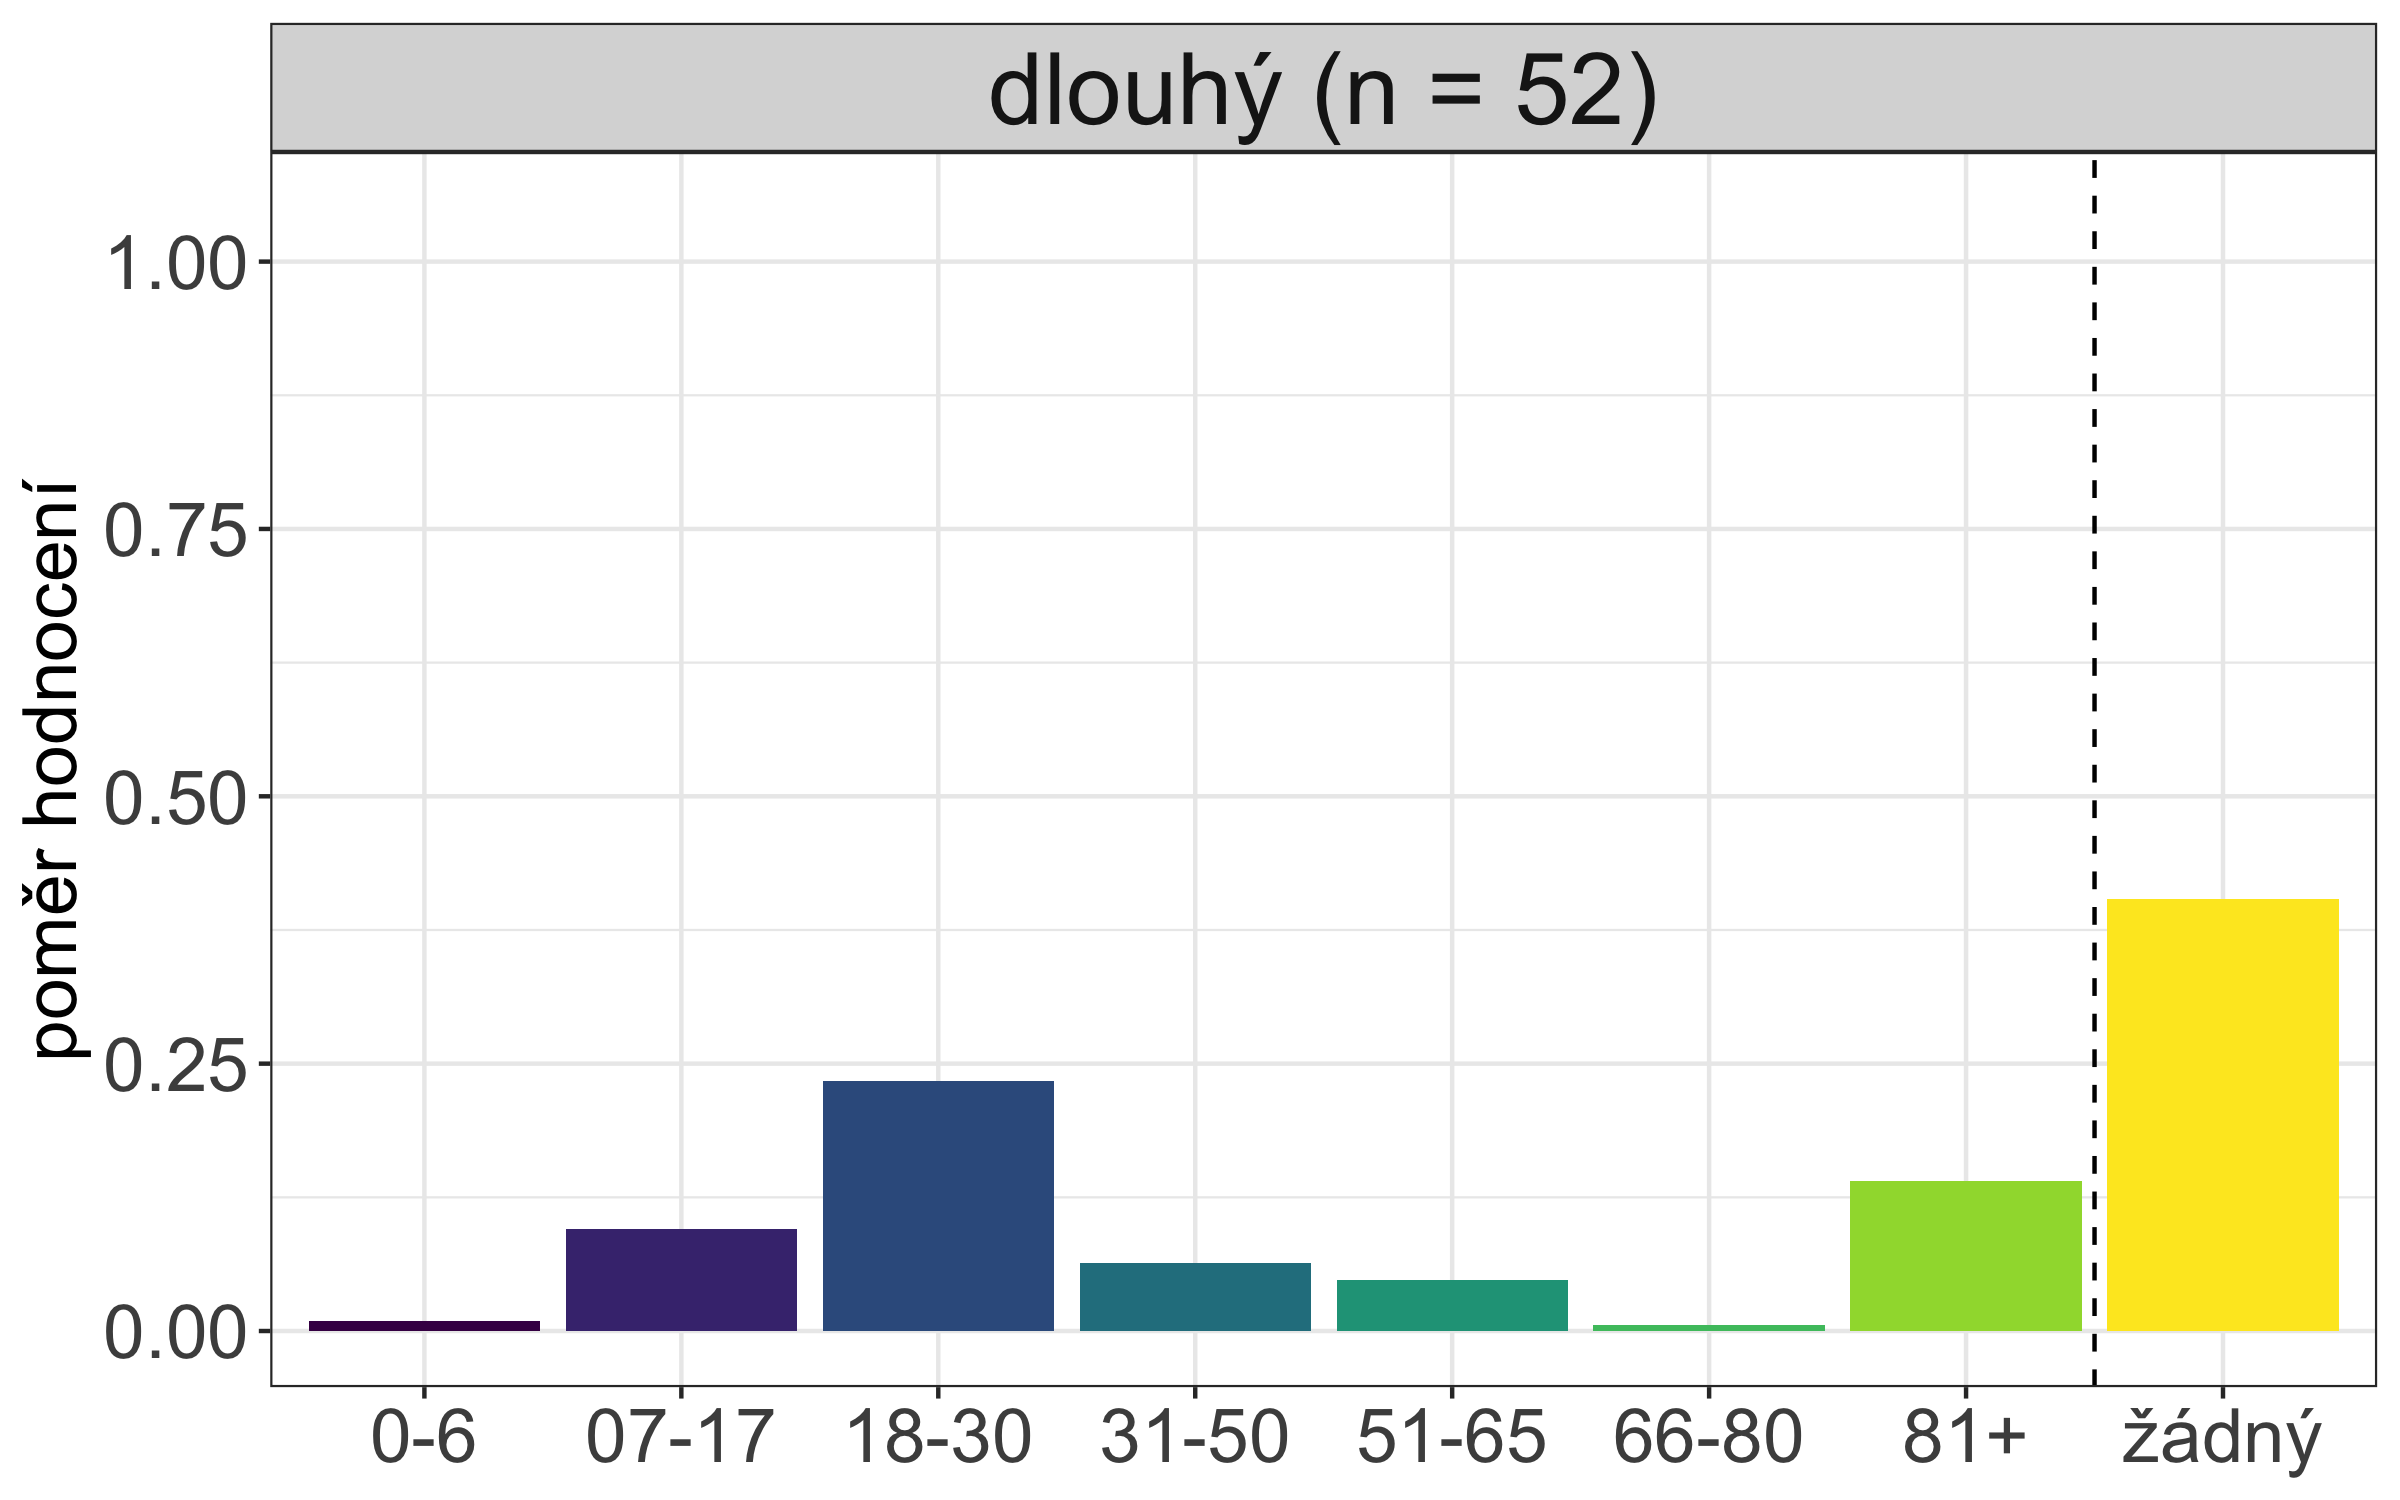 dlouhý (n = 52)
poměr hodnocení
1.00
0.75
0.50
0.25
0.00
0-6 07-17 18-30 31-50 51-65 66-80 81+ žádný